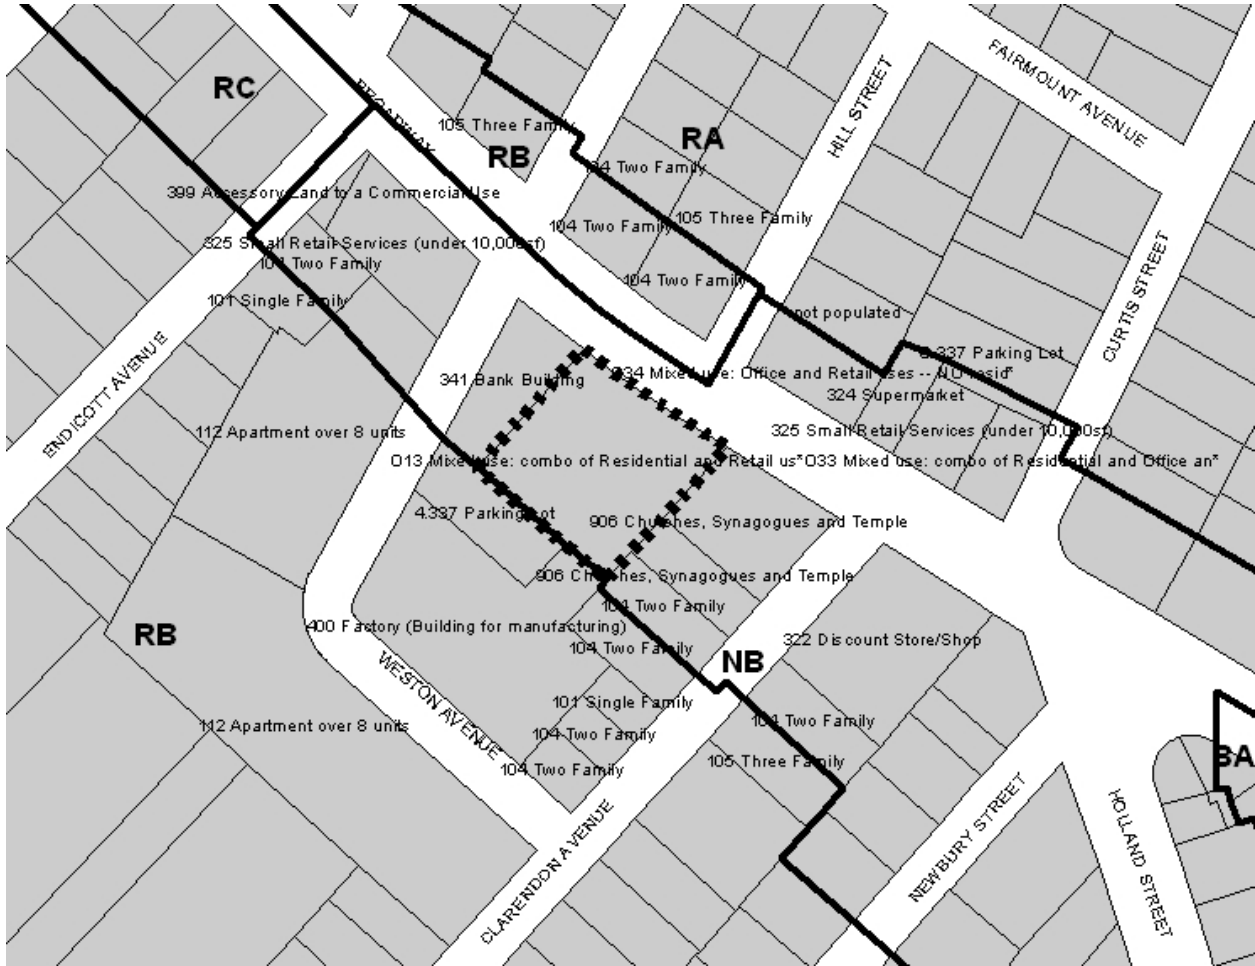 FAIRMOUNT AVENUE
RC
BROADWAY
HILL STREET
105 Three Family
RA
RB
104 Two Family
399 Accessory Land to a Commercial Use
105 Three Family
104 Two Family
325 Small Retail-Services (under 10,000sf)
104 Two Family
104 Two Family
CURTIS STREET
101 Single Family
not populated
ENDICOTT AVENUE
337 Parking Lot
034 Mixed use: Office and Retail uses -- NO resid*
341 Bank Building
324 Supermarket
112 Apartment over 8 units
325 Small Retail-Services (under 10,000sf)
013 Mixed use: combo of Residential and Retail us*
033 Mixed use: combo of Residential and Office an*
4.337 Parking Lot
906 Churches, Synagogues and Temple
906 Churches, Synagogues and Temple
104 Two Family
400 Factory (Building for manufacturing)
RB
104 Two Family
322 Discount Store/Shop
NB
WESTON AVENUE
101 Single Family
112 Apartment over 8 units
104 Two Family
104 Two Family
105 Three Family
104 Two Family
BA
CLARENDON AVENUE
NEWBURY STREET
HOLLAND STREET